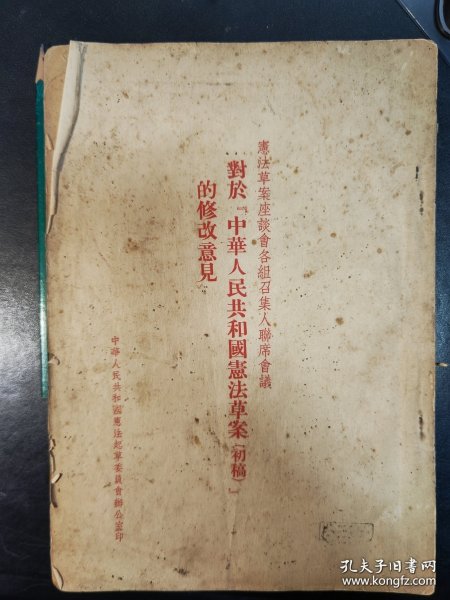 憲法草案座談會各組召集人聯席會議
對於「中華人民共和國憲法草案(初稿)」
的修改意見
中華人民共和國憲法起草委員會辦公室印
孔夫子旧书网
www.kongfz.com